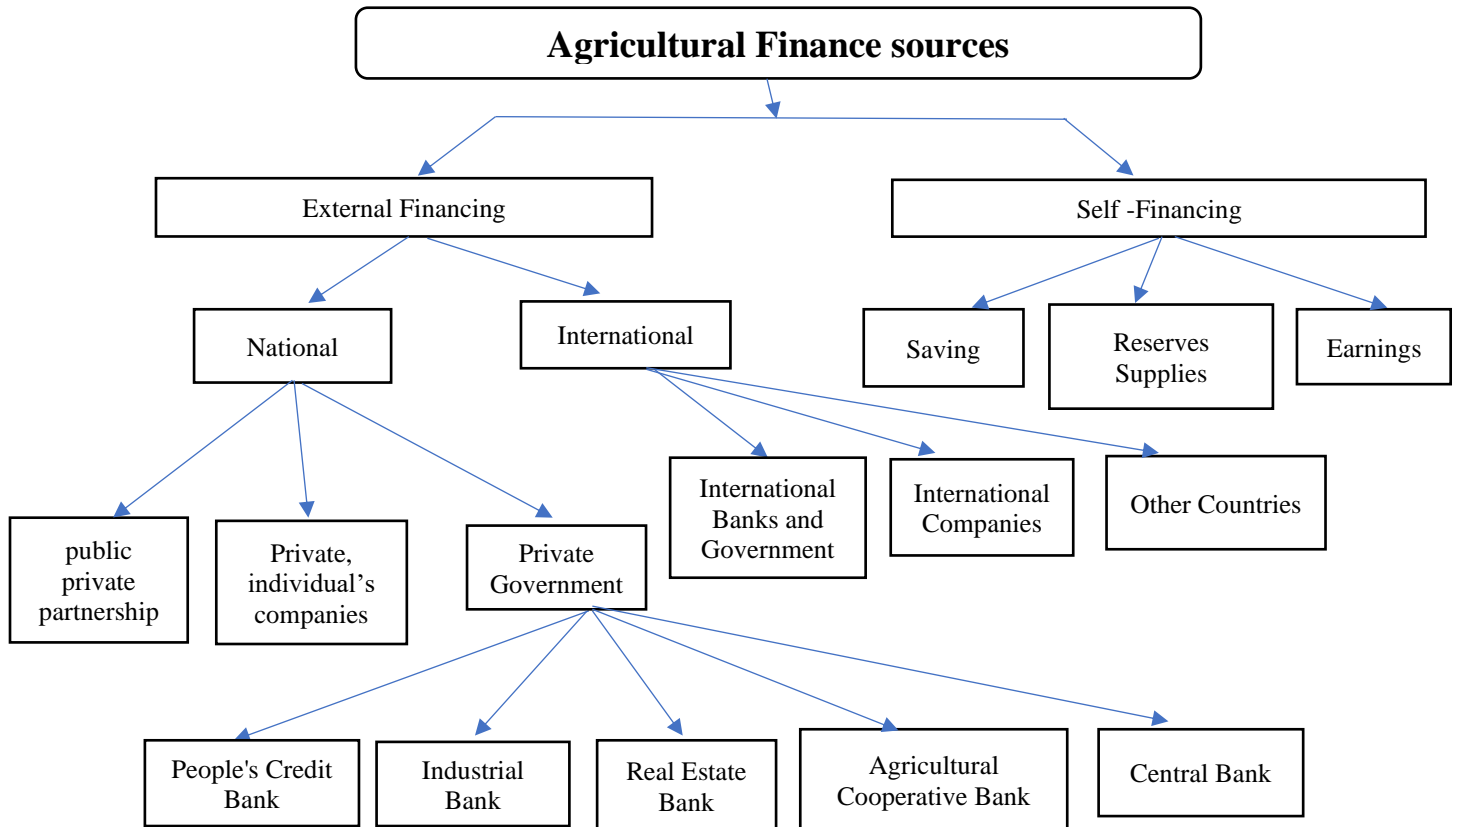 Agricultural Finance sources
External Financing
Self -Financing
National
International
Saving
Reserves
Supplies
Earnings
public
private
partnership
Private,
individual’s
companies
Private
Government
International
Banks and
Government
International
Companies
Other Countries
People's Credit
Bank
Industrial
Bank
Real Estate
Bank
Agricultural
Cooperative Bank
Central Bank